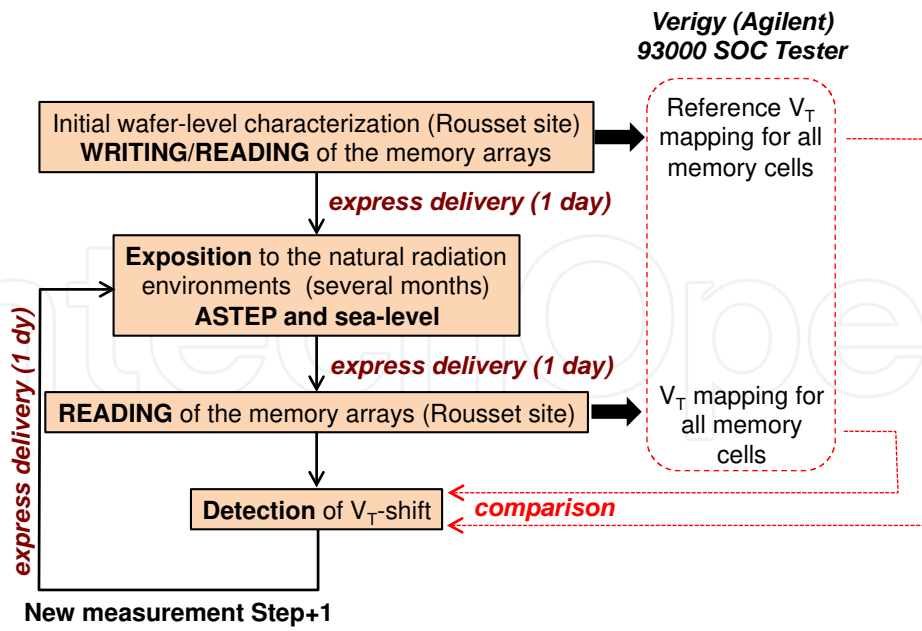 Verigy (Agilent)
93000 SOC Tester
Initial wafer-level characterization (Rousset site)
WRITING/READING of the memory arrays
Reference VT
mapping for all
memory cells
express delivery (1 day)
Exposition to the natural radiation
environments (several months)
ASTEP and sea-level
express delivery (1 dy)
express delivery (1 day)
READING of the memory arrays (Rousset site)
VT mapping for
all memory
cells
Detection of VT-shift
comparison
New measurement Step+1